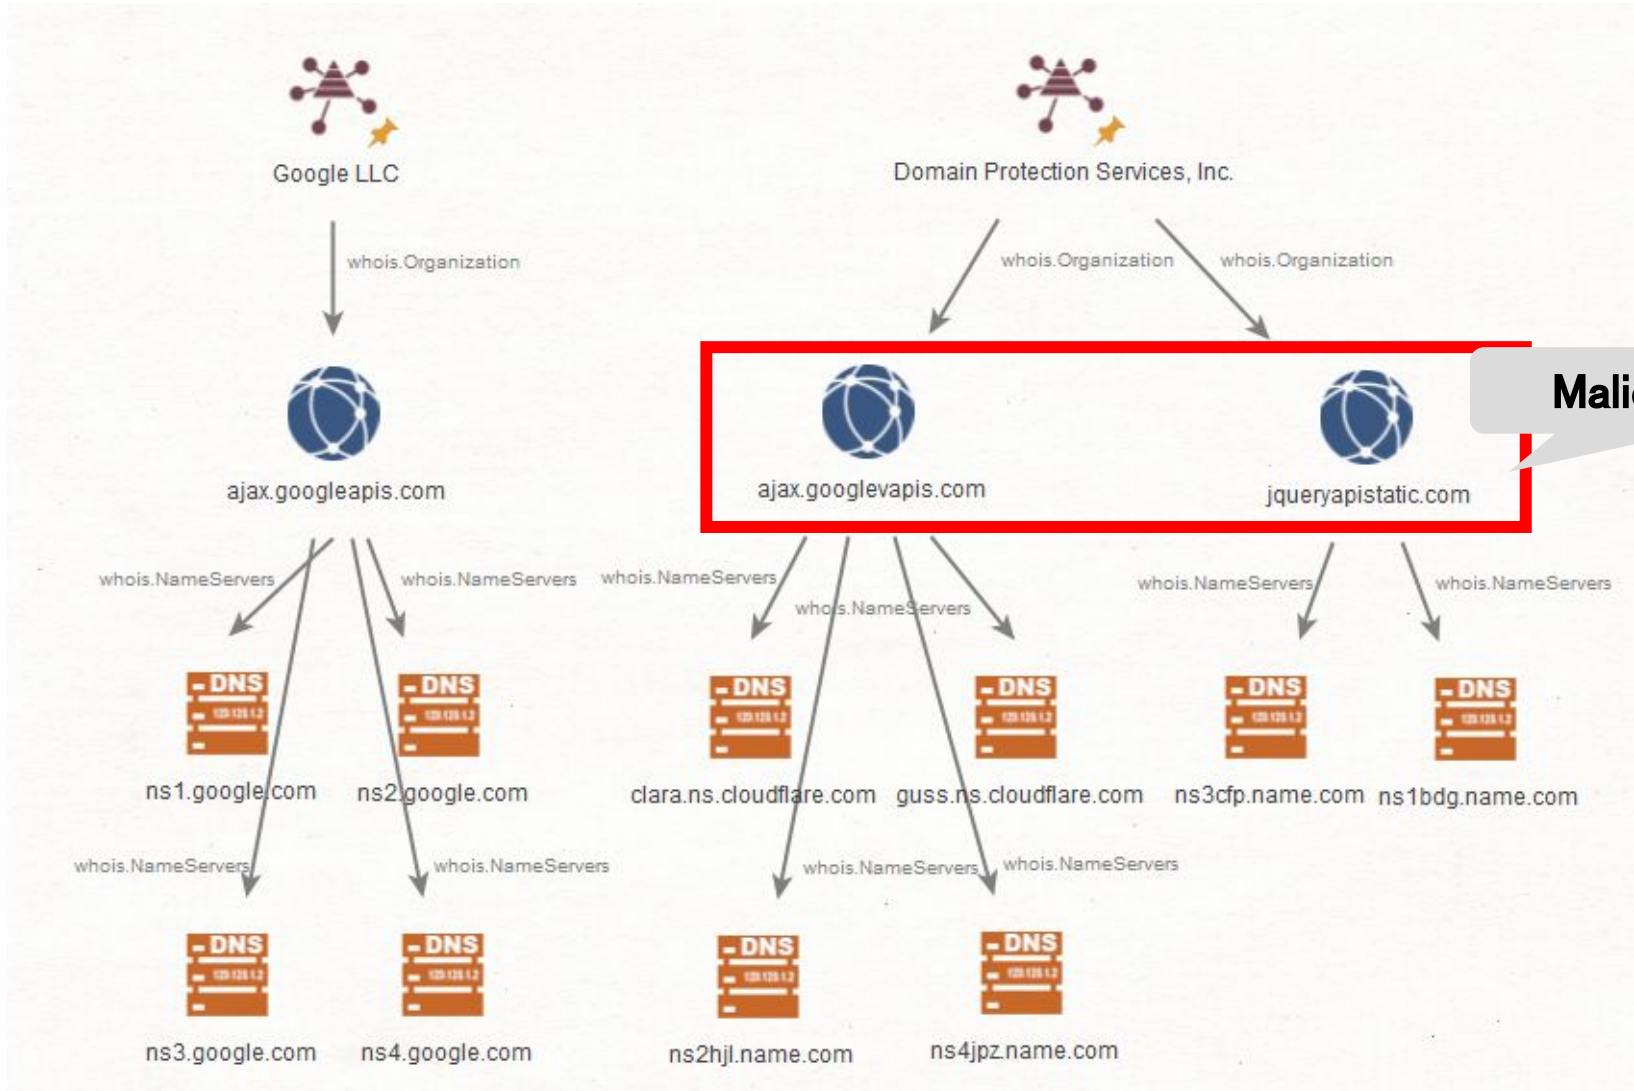 Google LLC
Domain Protection Services, Inc.
whois.Organization
whois.Organization
whois.Organization
ajax.googleapis.com
ajax.googlevapis.com
jqueryapistatic.com
whois.NameServers
whois.NameServers
whois.NameServers
whois.NameServers
whois.NameServers
whois.NameServers
DNS
DNS
DNS
DNS
DNS
DNS
ns1.google.com
ns2.google.com
clara.ns.cloudflare.com
guss.ns.cloudflare.com
ns3cfp.name.com
ns1bdg.name.com
whois.NameServers
whois.NameServers
whois.NameServers
whois.NameServers
DNS
DNS
DNS
DNS
ns3.google.com
ns4.google.com
ns2hjl.name.com
ns4jpz.name.com